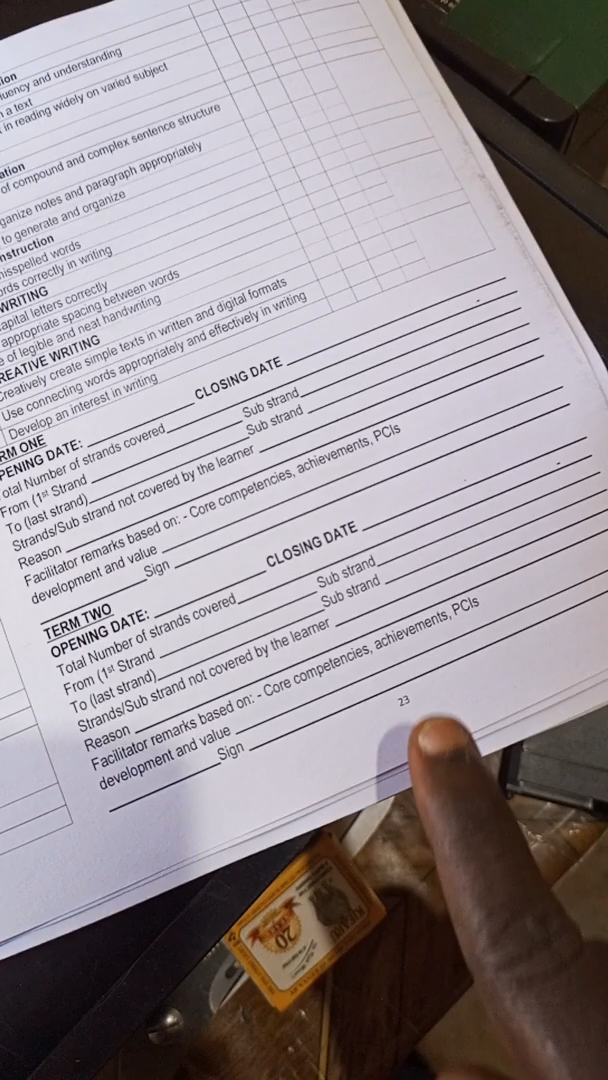 luency and understanding
a text
in reading widely on varied subject
of compound and complex sentence structure
ganize notes and paragraph appropriately
to generate and organize
nstruction
misspelled words
ords correctly in writing
WRITING
apital letters correctly
appropriate spacing between words
e of legible and neat handwriting
REATIVE WRITING
Creatively create simple texts in written and digital formats
Use connecting words appropriately and effectively in writing
Develop an interest in writing
RM ONE
PENING DATE: CLOSING DATE
otal Number of strands covered
From (1st Strand Sub strand
To (last strand) Sub strand
Strands/Sub strand not covered by the learner
Reason
Facilitator remarks based on: - Core competencies, achievements, PCIs
development and value
Sign
TERM TWO
OPENING DATE: CLOSING DATE
Total Number of strands covered
From (1st Strand Sub strand
To (last strand) Sub strand
Strands/Sub strand not covered by the learner
Reason
Facilitator remarks based on: - Core competencies, achievements, PCIs
development and value
Sign
23
KIFARU
20